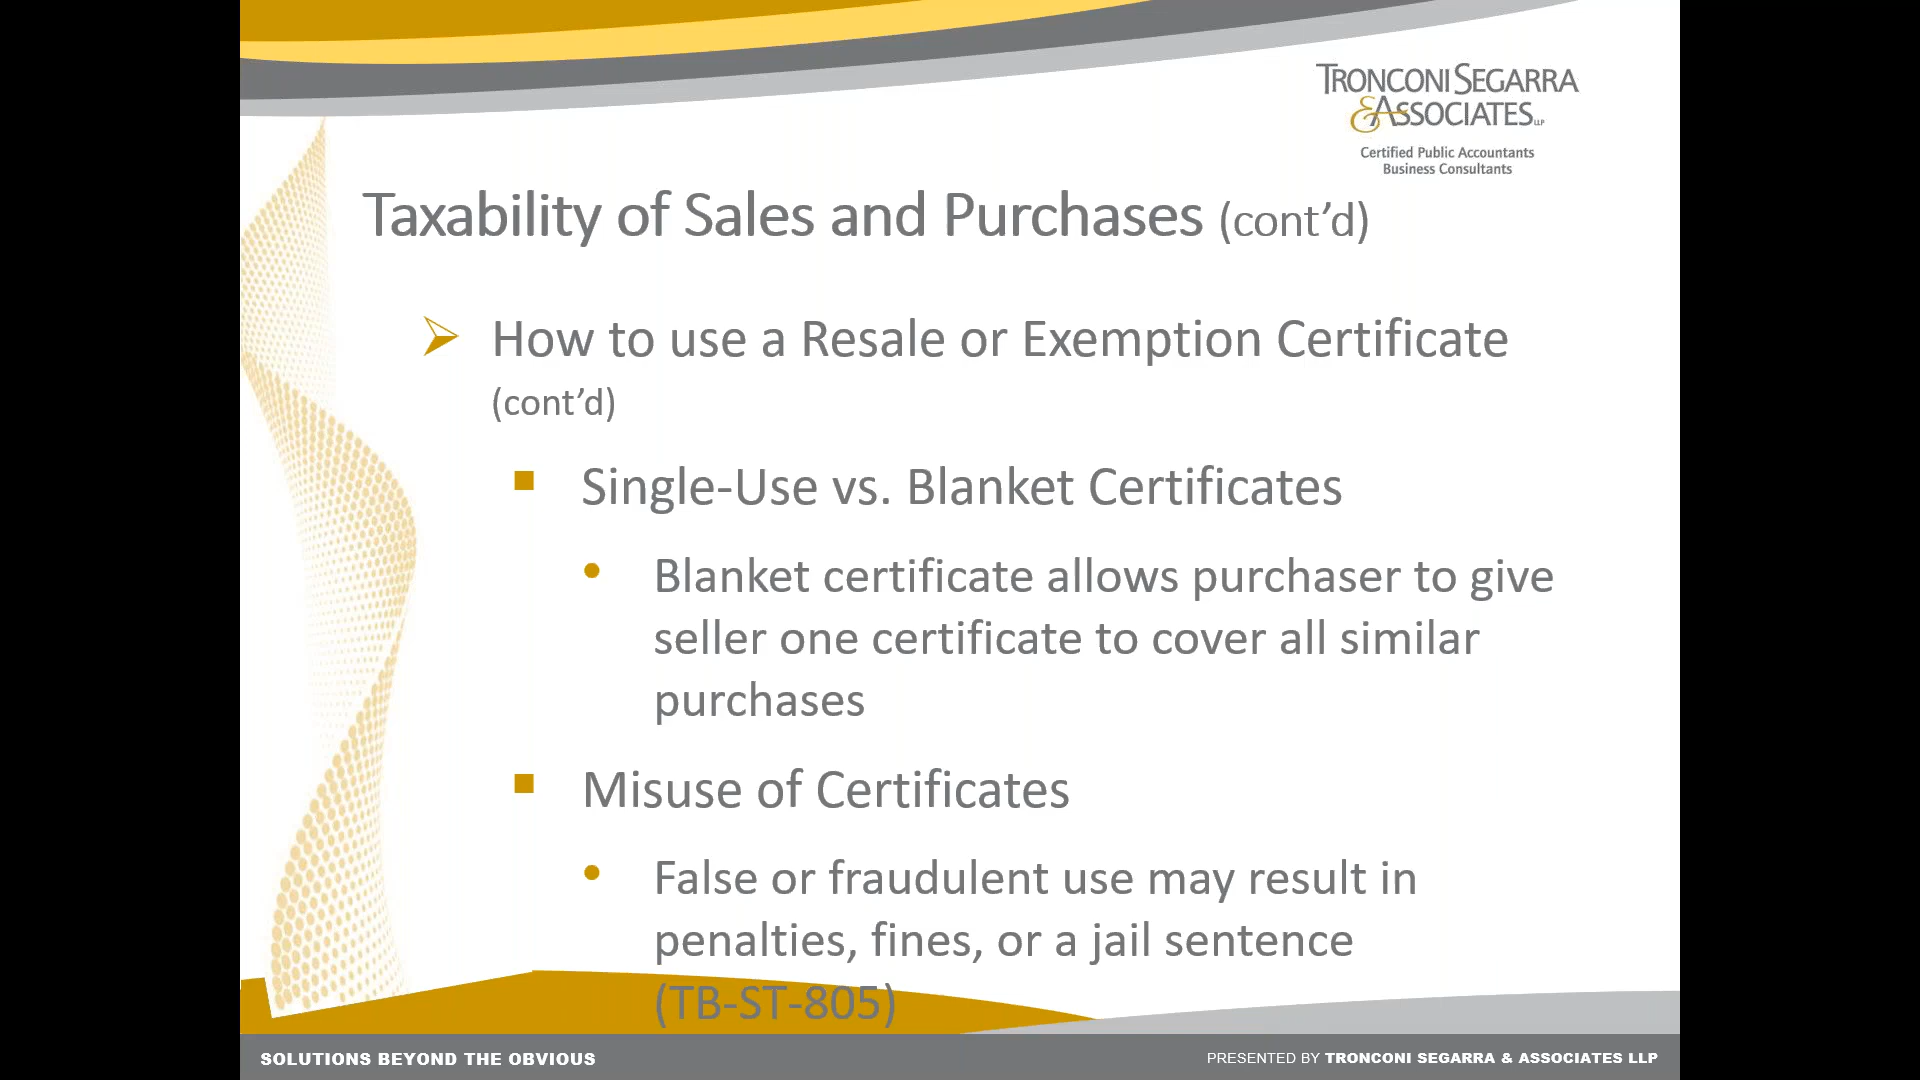 TRONCONI SEGARRA
& ASSOCIATES LLP
Certified Public Accountants
Business Consultants
Taxability of Sales and Purchases (cont’d)
How to use a Resale or Exemption Certificate
(cont’d)
Single-Use vs. Blanket Certificates
Blanket certificate allows purchaser to give
seller one certificate to cover all similar
purchases
Misuse of Certificates
False or fraudulent use may result in
penalties, fines, or a jail sentence
(TB-ST-805)
SOLUTIONS BEYOND THE OBVIOUS
PRESENTED BY TRONCONI SEGARRA & ASSOCIATES LLP